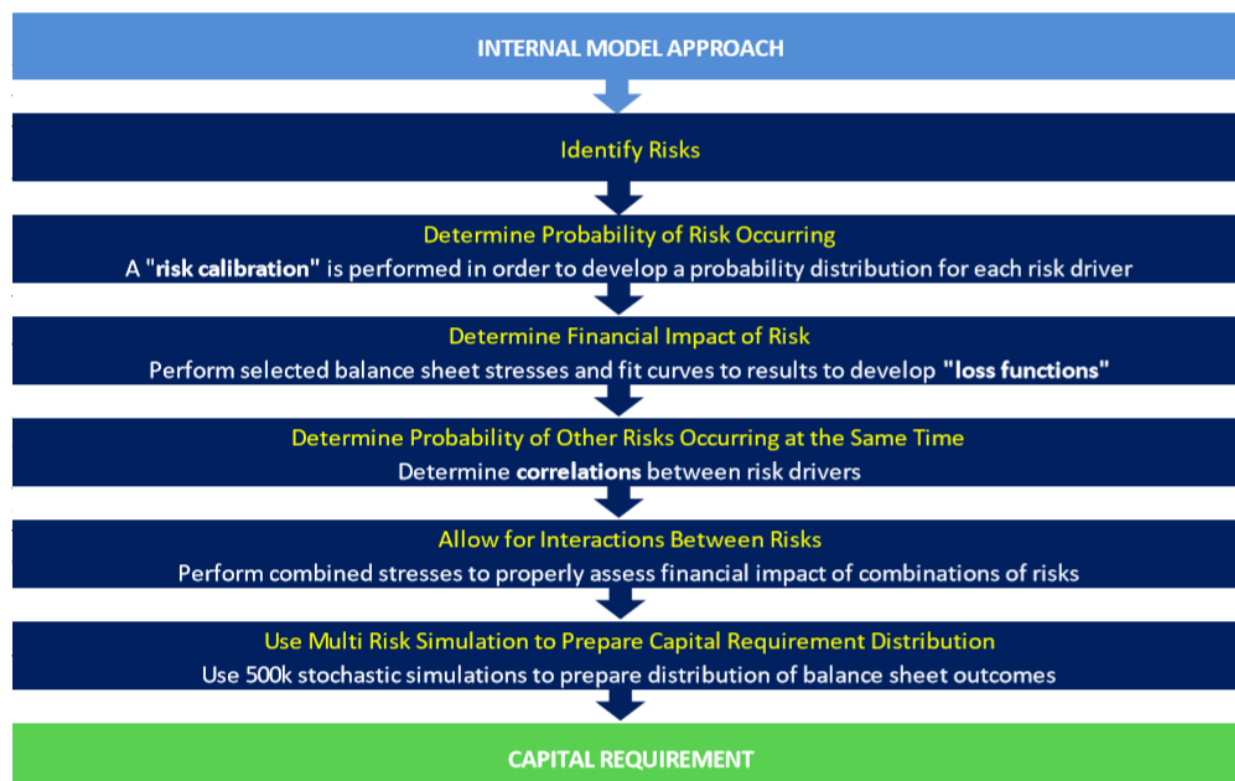 INTERNAL MODEL APPROACH
Identify Risks
Determine Probability of Risk Occurring
A "risk calibration" is performed in order to develop a probability distribution for each risk driver
Determine Financial Impact of Risk
Perform selected balance sheet stresses and fit curves to results to develop "loss functions"
Determine Probability of Other Risks Occurring at the Same Time
Determine correlations between risk drivers
Allow for Interactions Between Risks
Perform combined stresses to properly assess financial impact of combinations of risks
Use Multi Risk Simulation to Prepare Capital Requirement Distribution
Use 500k stochastic simulations to prepare distribution of balance sheet outcomes
CAPITAL REQUIREMENT